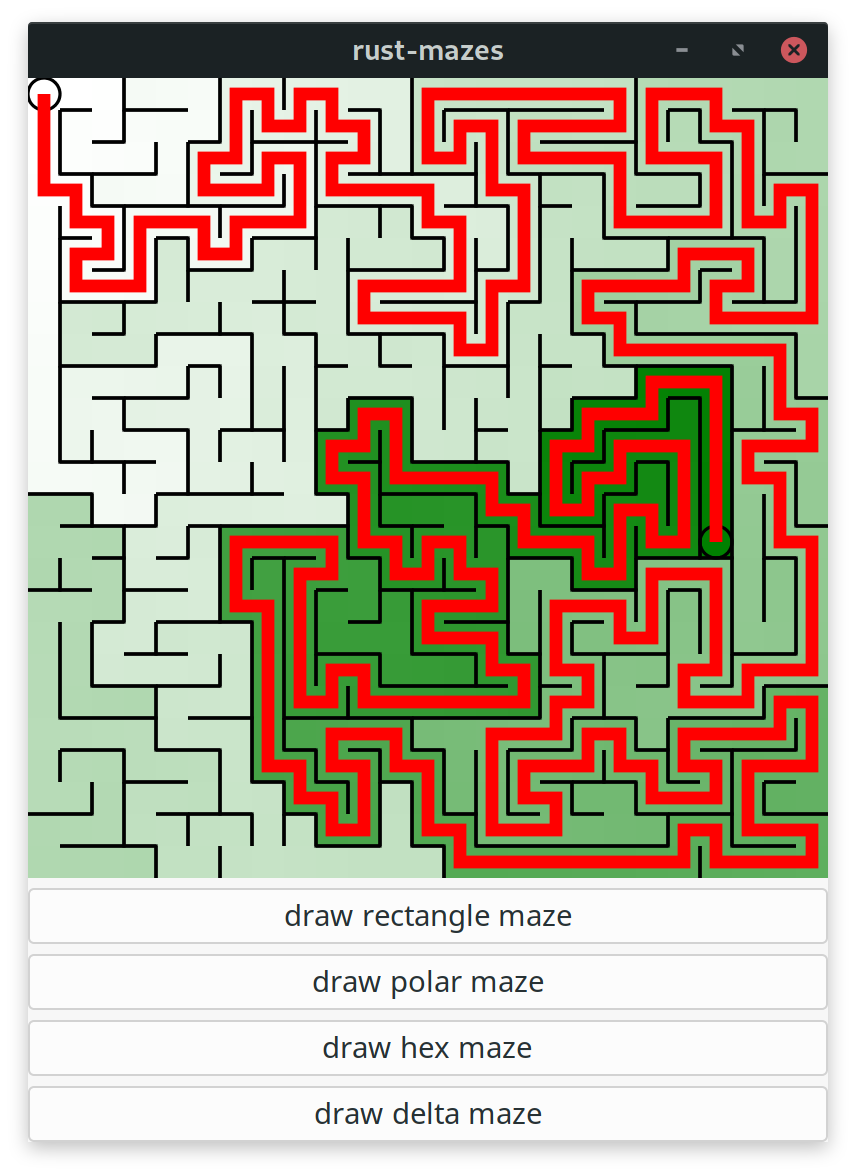 rust-mazes
draw rectangle maze
draw polar maze
draw hex maze
draw delta maze